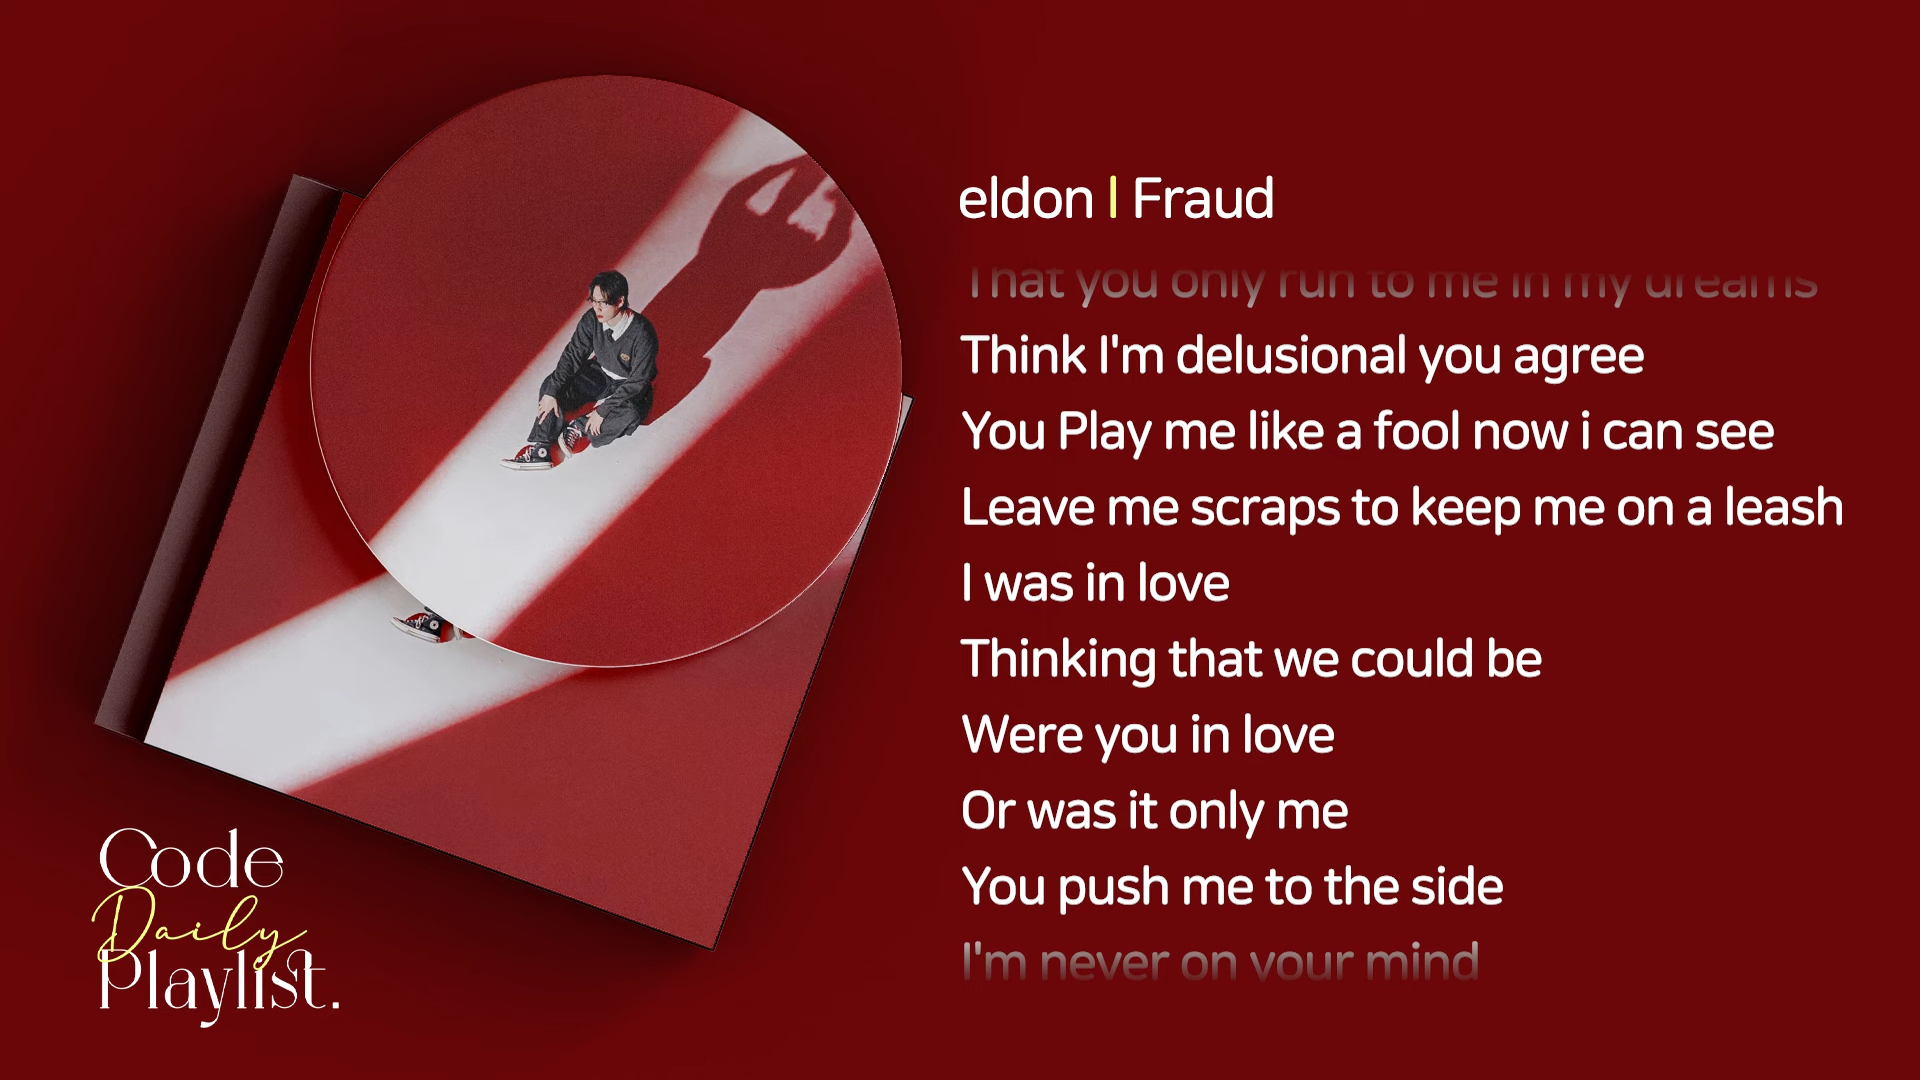 eldon | Fraud
That you only run to me in my dreams
Think I'm delusional you agree
You Play me like a fool now i can see
Leave me scraps to keep me on a leash
I was in love
Thinking that we could be
Were you in love
Or was it only me
You push me to the side
I'm never on your mind
Code
Daily
Playlist.